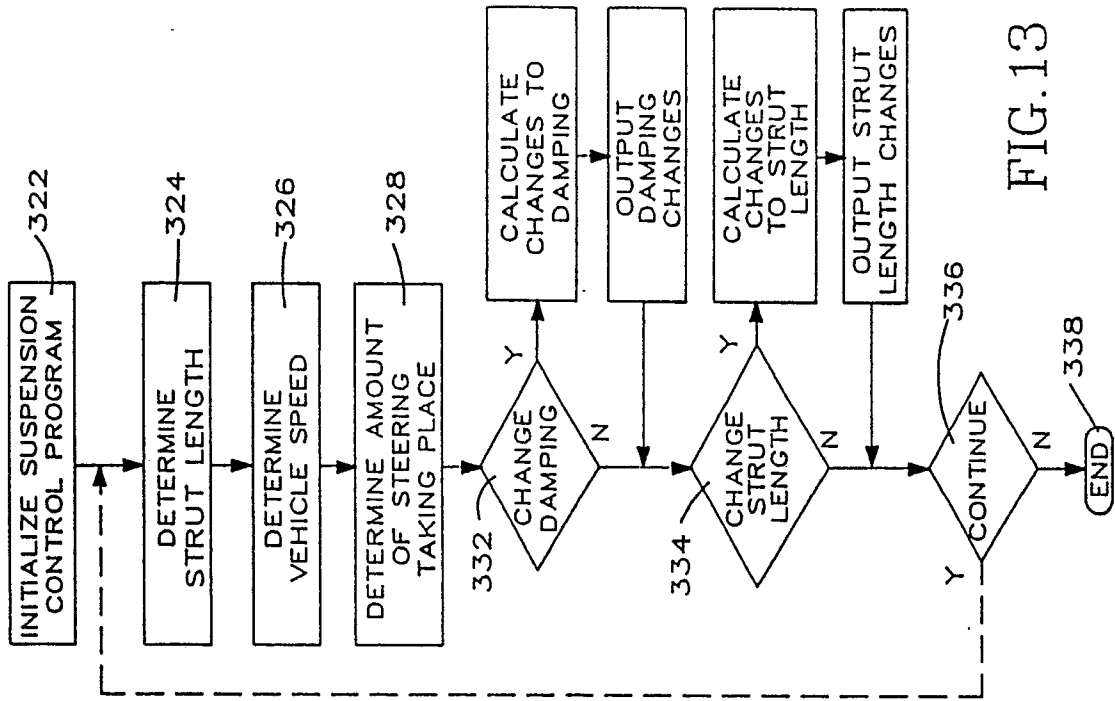 INITIALIZE SUSPENSION
CONTROL PROGRAM
322
DETERMINE
STRUT LENGTH
324
DETERMINE
VEHICLE SPEED
326
DETERMINE AMOUNT
OF STEERING
TAKING PLACE
328
332
CHANGE
DAMPING
Y
N
CALCULATE
CHANGES TO
DAMPING
OUTPUT
DAMPING
CHANGES
334
CHANGE
STRUT
LENGTH
Y
N
CALCULATE
CHANGES
TO STRUT
LENGTH
OUTPUT STRUT
LENGTH CHANGES
336
CONTINUE
Y
N
END
338
FIG. 13